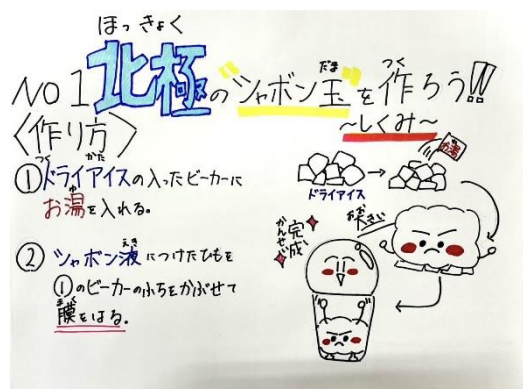 ほっきょく
NO1 北極の"シャボン玉"を作ろう!!
だま
つく
〈作り方〉
つく かた
～しくみ～
①ドライアイスの入ったビーカーに
お湯を入れる。
ゆ
② シャボン液につけたひもを
えき
①のビーカーのふちをかぶせて
膜をはる。
まく
お湯
ドライアイス
完成
かんせい